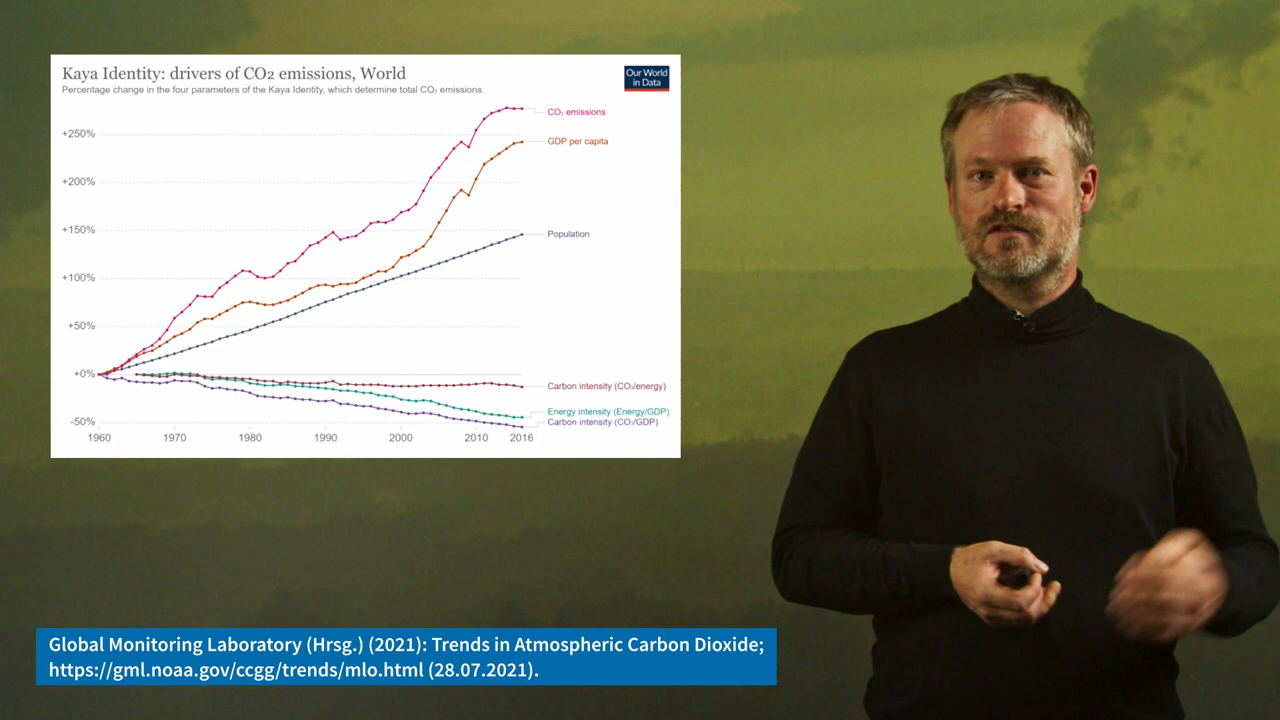 Kaya Identity: drivers of CO2 emissions, World
Percentage change in the four parameters of the Kaya Identity, which determine total CO₂ emissions.
Our World
in Data
+250%
+200%
+150%
+100%
+50%
+0%
-50%
1960 1970 1980 1990 2000 2010 2016
CO₂ emissions
GDP per capita
Population
Carbon intensity (CO₂/energy)
Energy intensity (Energy/GDP)
Carbon intensity (CO₂/GDP)
Global Monitoring Laboratory (Hrsg.) (2021): Trends in Atmospheric Carbon Dioxide;
https://gml.noaa.gov/ccgg/trends/mlo.html (28.07.2021).